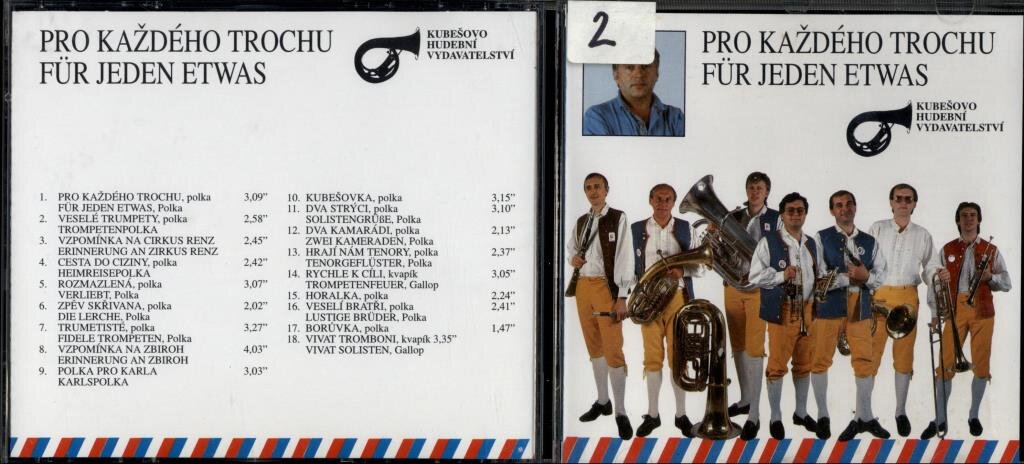 PRO KAŽDÉHO TROCHU
FÜR JEDEN ETWAS
KUBEŠOVO
HUDEBNÍ
VYDAVATELSTVÍ
1. PRO KAŽDÉHO TROCHU, polka 3,09”
FÜR JEDEN ETWAS, Polka
2. VESELÉ TRUMPETY, polka 2,58”
TROMPETENPOLKA
3. VZPOMÍNKA NA CIRKUS RENZ 2,45”
ERINNERUNG AN ZIRKUS RENZ
4. CESTA DO CIZINY, polka 2,42”
HEIMREISEPOLKA
5. ROZMAZLENÁ, polka 3,07”
VERLIEBT, Polka
6. ZPĚV SKŘIVANA, polka 2,02”
DIE LERCHE, Polka
7. TRUMETISTÉ, polka 3,27”
FIDELE TROMPETEN, Polka
8. VZPOMÍNKA NA ZBIROH 4,03”
ERINNERUNG AN ZBIROH
9. POLKA PRO KARLA 3,03”
KARLSPOLKA
10. KUBEŠOVKA, polka 3,15”
11. DVA STRÝCI, polka 3,10”
SOLISTENGRÜBE, Polka
12. DVA KAMARÁDI, polka 2,13”
ZWEI KAMERADEN, Polka
13. HRAJÍ NÁM TENORY, polka 2,37”
TENORGEFLÜSTER, Polka
14. RYCHLE K CÍLI, kvapík 3,05”
TROMPETENFEUER, Gallop
15. HORALKA, polka 2,24”
16. VESELÍ BRATŘI, polka 2,41”
LUSTIGE BRÜDER, Polka
17. BORŮVKA, polka 1,47”
18. VIVAT TROMBONI, kvapík 3,35”
VIVAT SOLISTEN, Gallop
2
PRO KAŽDÉHO TROCHU
FÜR JEDEN ETWAS
KUBEŠOVO
HUDEBNÍ
VYDAVATELSTVÍ